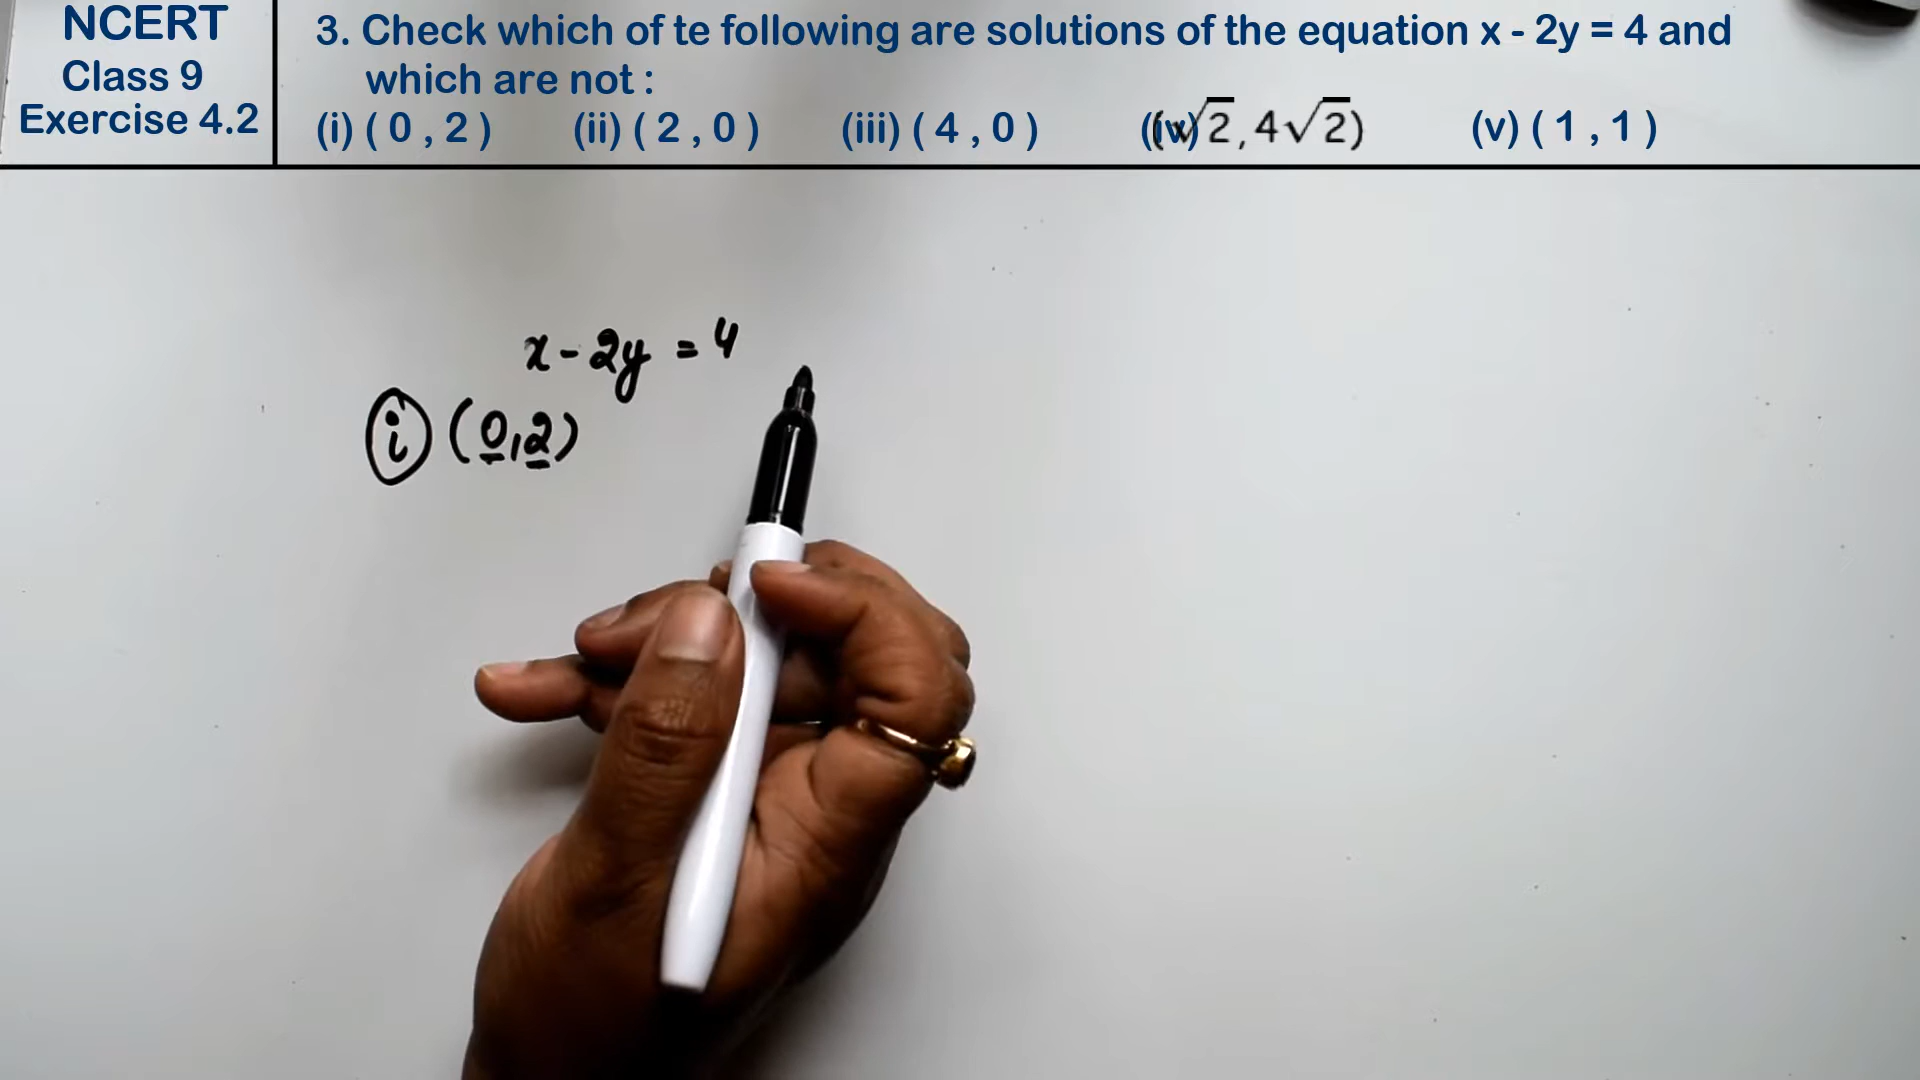 NCERT
Class 9
Exercise 4.2
3. Check which of te following are solutions of the equation x - 2y = 4 and
which are not :
(i) ( 0 , 2 ) (ii) ( 2 , 0 ) (iii) ( 4 , 0 ) (iv) (√2, 4√2) (v) ( 1 , 1 )
x - 2y = 4
i (0,2)